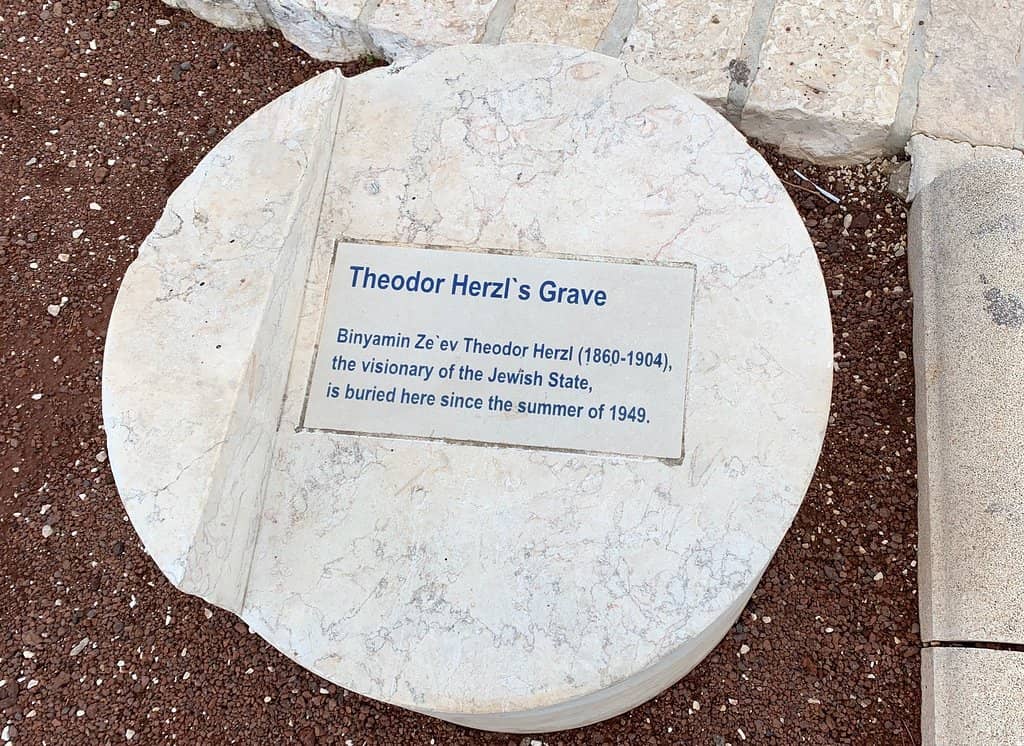 Theodor Herzl`s Grave
Binyamin Ze`ev Theodor Herzl (1860-1904),
the visionary of the Jewish State,
is buried here since the summer of 1949.